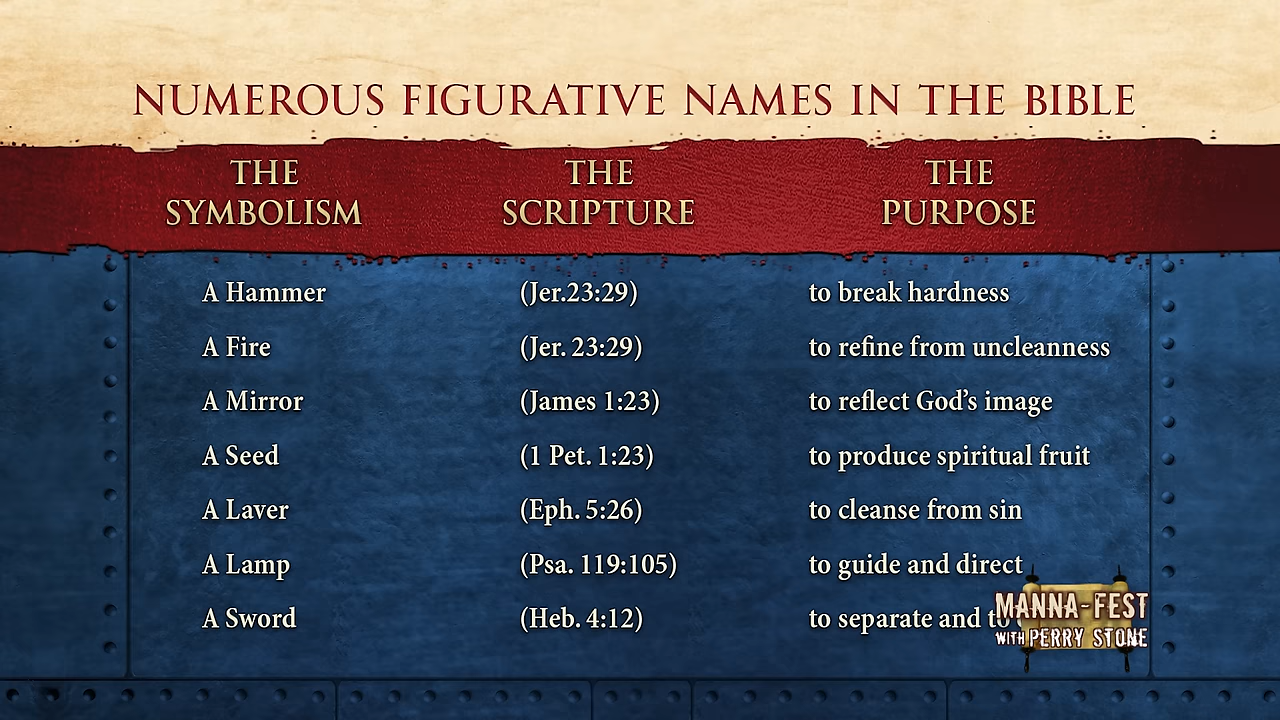 NUMEROUS FIGURATIVE NAMES IN THE BIBLE
THE SYMBOLISM THE SCRIPTURE THE PURPOSE
A Hammer (Jer.23:29) to break hardness
A Fire (Jer. 23:29) to refine from uncleanness
A Mirror (James 1:23) to reflect God's image
A Seed (1 Pet. 1:23) to produce spiritual fruit
A Laver (Eph. 5:26) to cleanse from sin
A Lamp (Psa. 119:105) to guide and direct
A Sword (Heb. 4:12) to separate and to
MANNA-FEST
WITH PERRY STONE